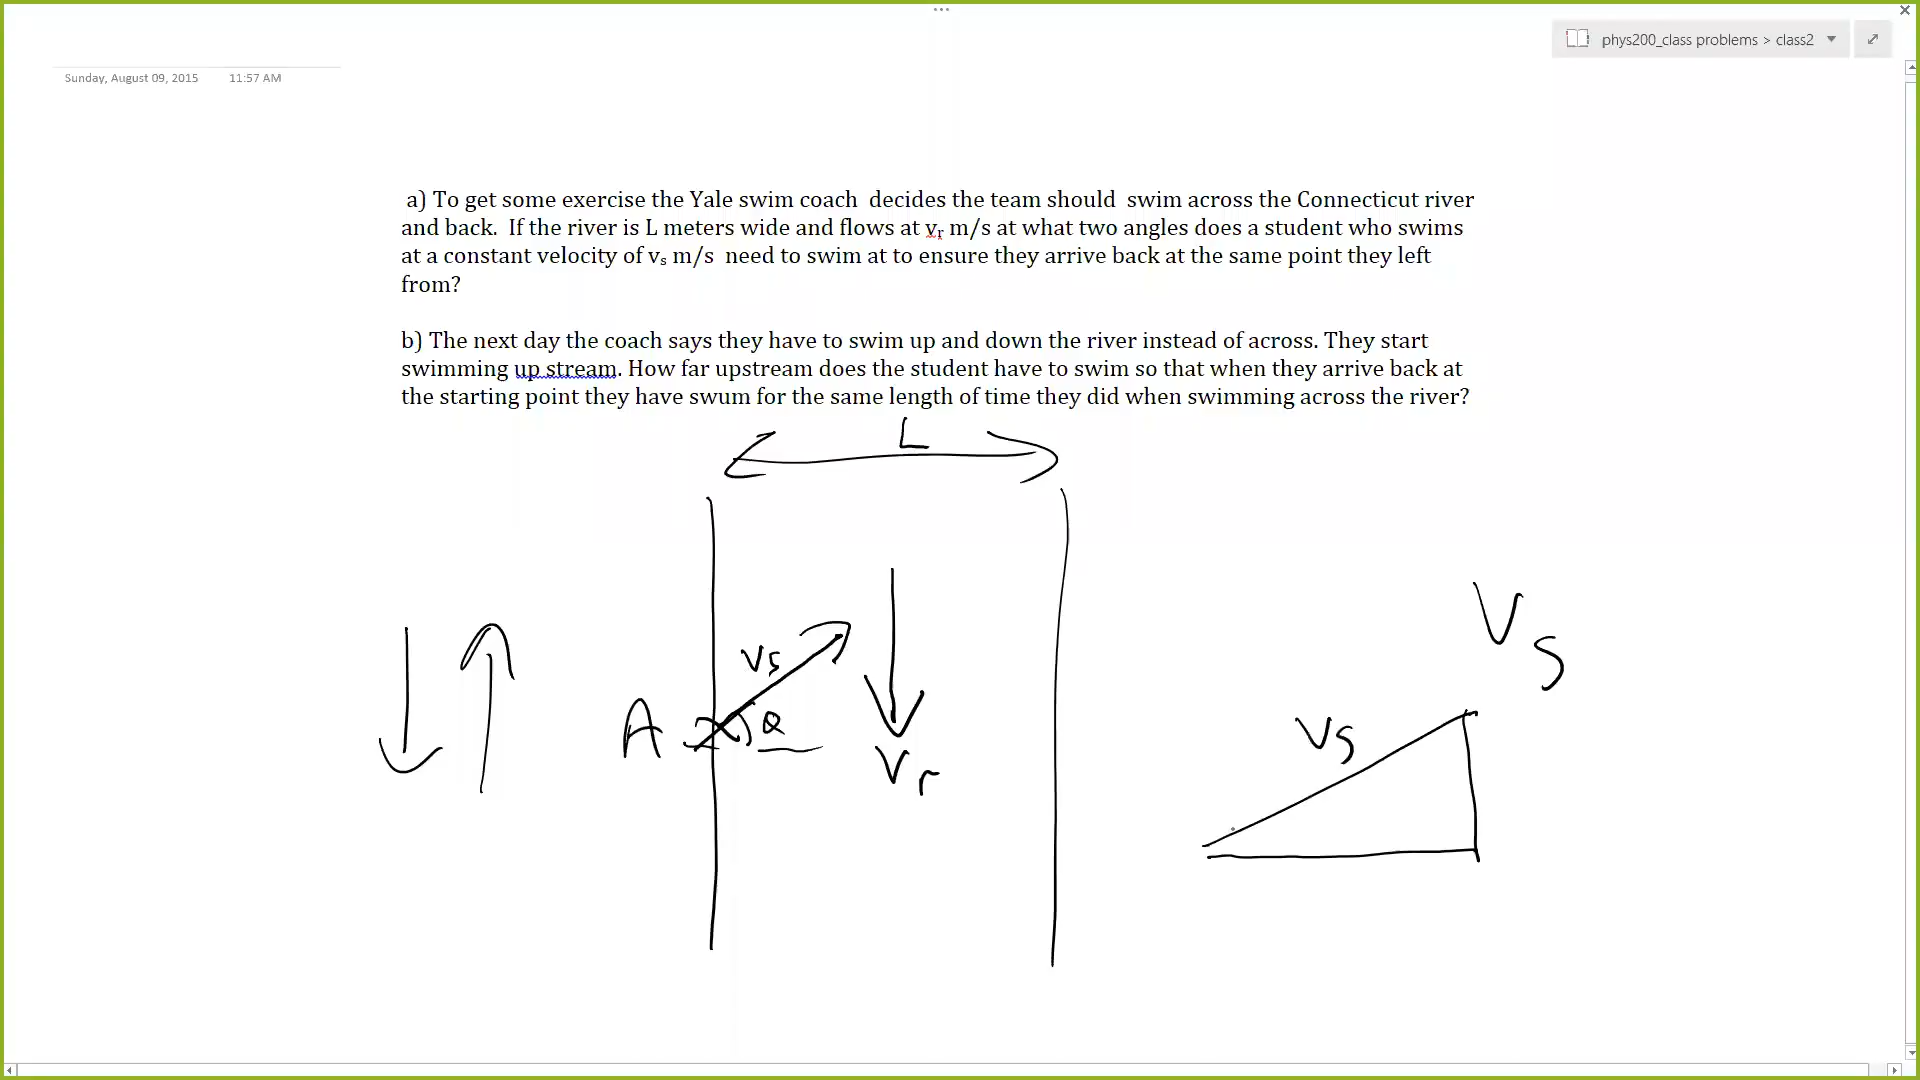 phys200_class problems > class2
Sunday, August 09, 2015 11:57 AM
a) To get some exercise the Yale swim coach decides the team should swim across the Connecticut river
and back. If the river is L meters wide and flows at vr m/s at what two angles does a student who swims
at a constant velocity of vs m/s need to swim at to ensure they arrive back at the same point they left
from?
b) The next day the coach says they have to swim up and down the river instead of across. They start
swimming up stream. How far upstream does the student have to swim so that when they arrive back at
the starting point they have swum for the same length of time they did when swimming across the river?
L
Vs
Vs
A
Vr
Vs